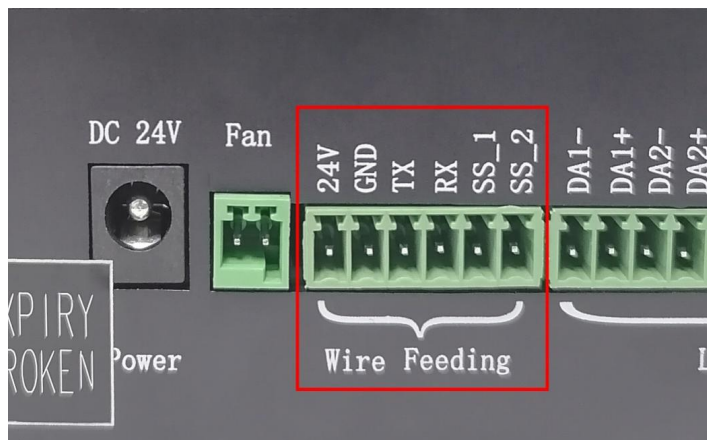 DC 24V
Fan
24V
GND
TX
RX
SS_1
SS_2
DA1-
DA1+
DA2-
DA2+
XPIRY
ROKEN
Power
Wire Feeding
L